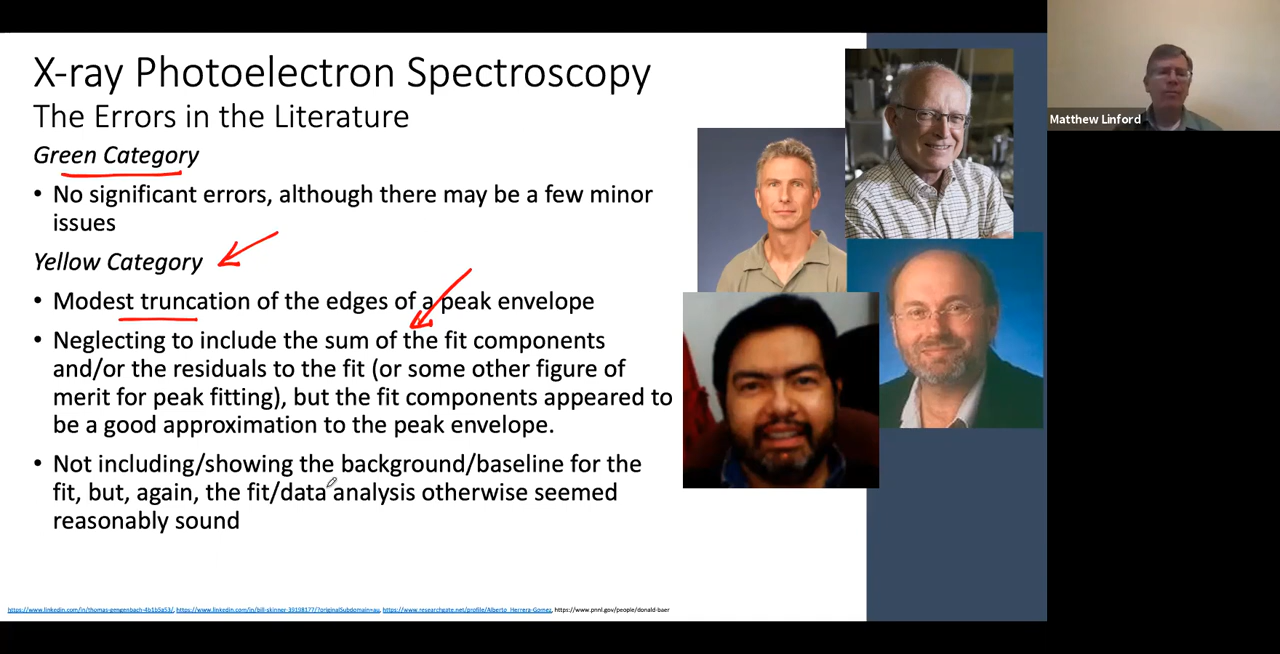 X-ray Photoelectron Spectroscopy
The Errors in the Literature
Green Category
• No significant errors, although there may be a few minor
issues
Yellow Category
• Modest truncation of the edges of a peak envelope
• Neglecting to include the sum of the fit components
and/or the residuals to the fit (or some other figure of
merit for peak fitting), but the fit components appeared to
be a good approximation to the peak envelope.
• Not including/showing the background/baseline for the
fit, but, again, the fit/data analysis otherwise seemed
reasonably sound
https://www.linkedin.com/in/thomas-gengenbach-4b1b5a53/, https://www.linkedin.com/in/bill-skinner-39198177/?originalSubdomain=au, https://www.researchgate.net/profile/Alberto_Herrera-Gomez, https://www.pnnl.gov/people/donald-baer
Matthew Linford